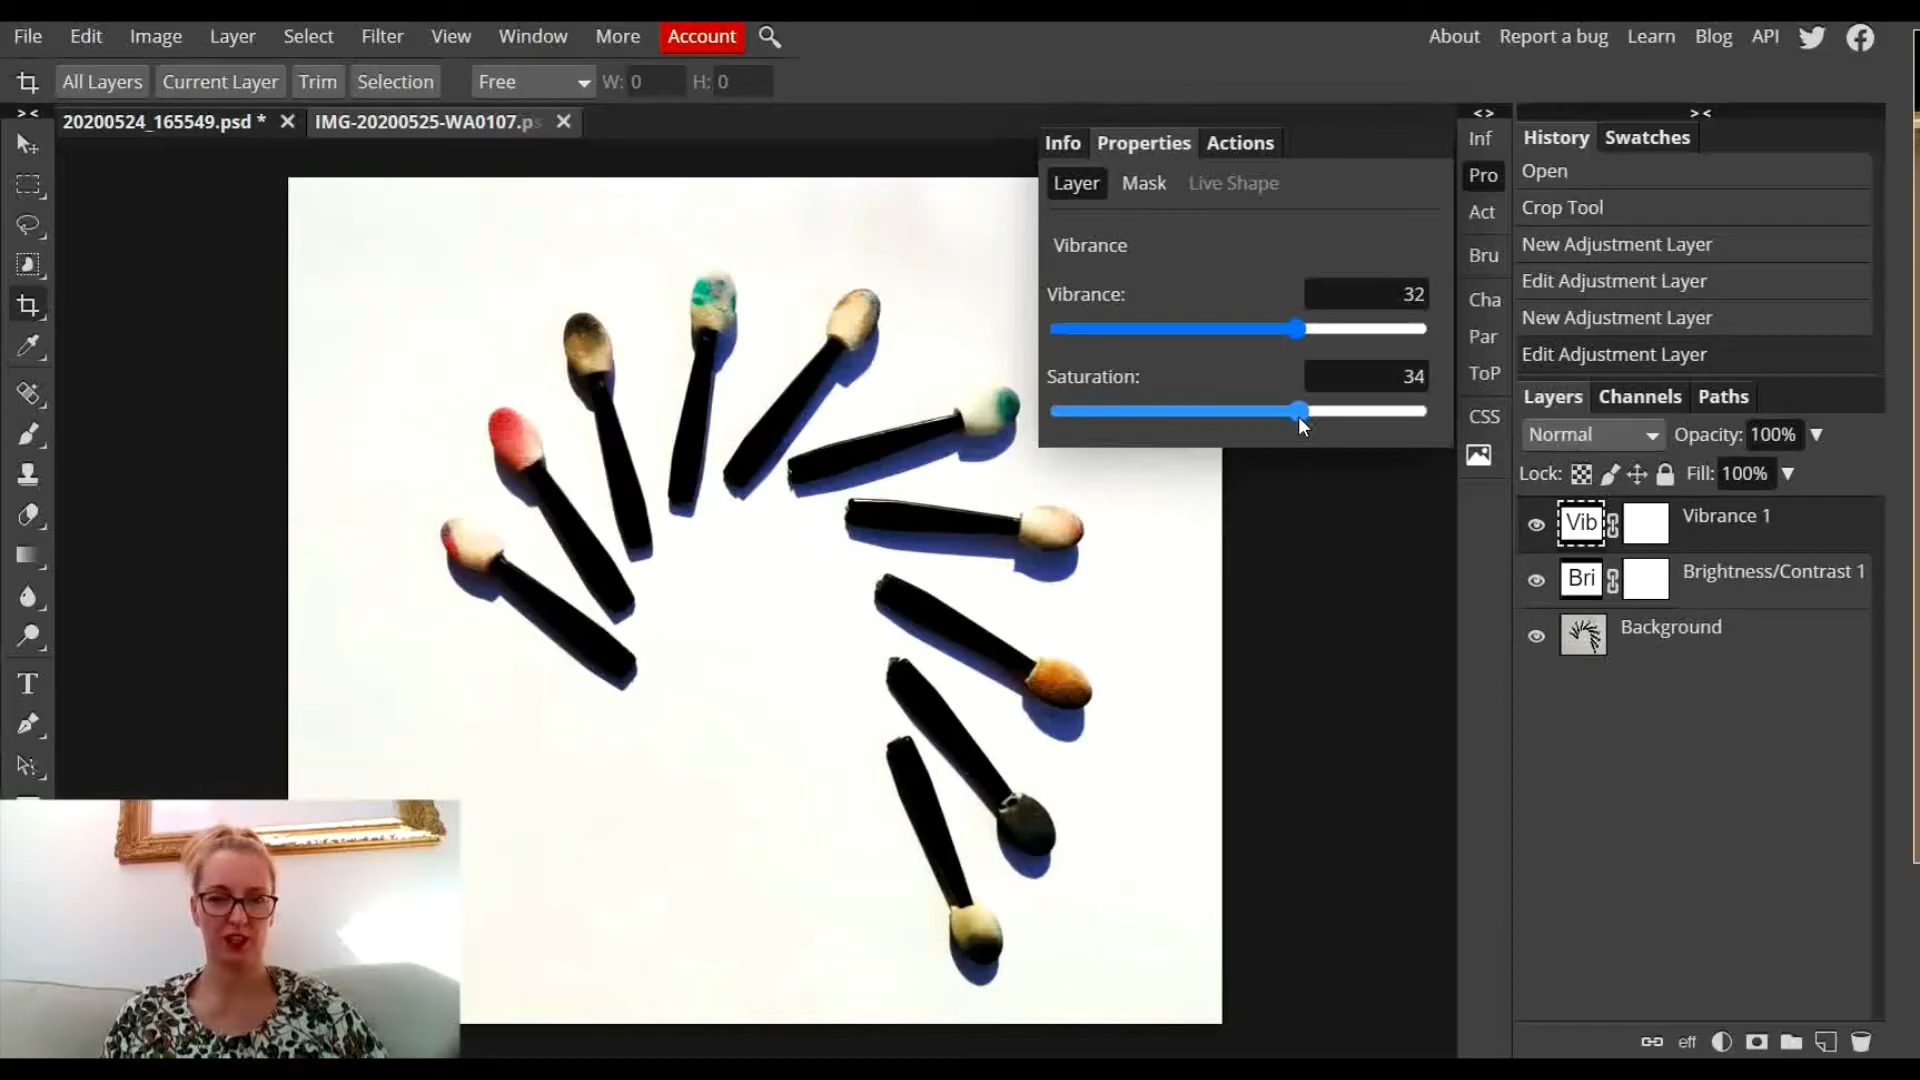 File Edit Image Layer Select Filter View Window More Account
About Report a bug Learn Blog API
All Layers Current Layer Trim Selection Free W: 0 H: 0
20200524_165549.psd *
IMG-20200525-WA0107.ps
Info Properties Actions
Layer Mask Live Shape
Vibrance
Vibrance: 32
Saturation: 34
Inf
Pro
Act
Bru
Cha
Par
ToP
CSS
History Swatches
Open
Crop Tool
New Adjustment Layer
Edit Adjustment Layer
New Adjustment Layer
Edit Adjustment Layer
Layers Channels Paths
Normal Opacity: 100%
Lock: Fill: 100%
Vib Vibrance 1
Bri Brightness/Contrast 1
Background
eff
T